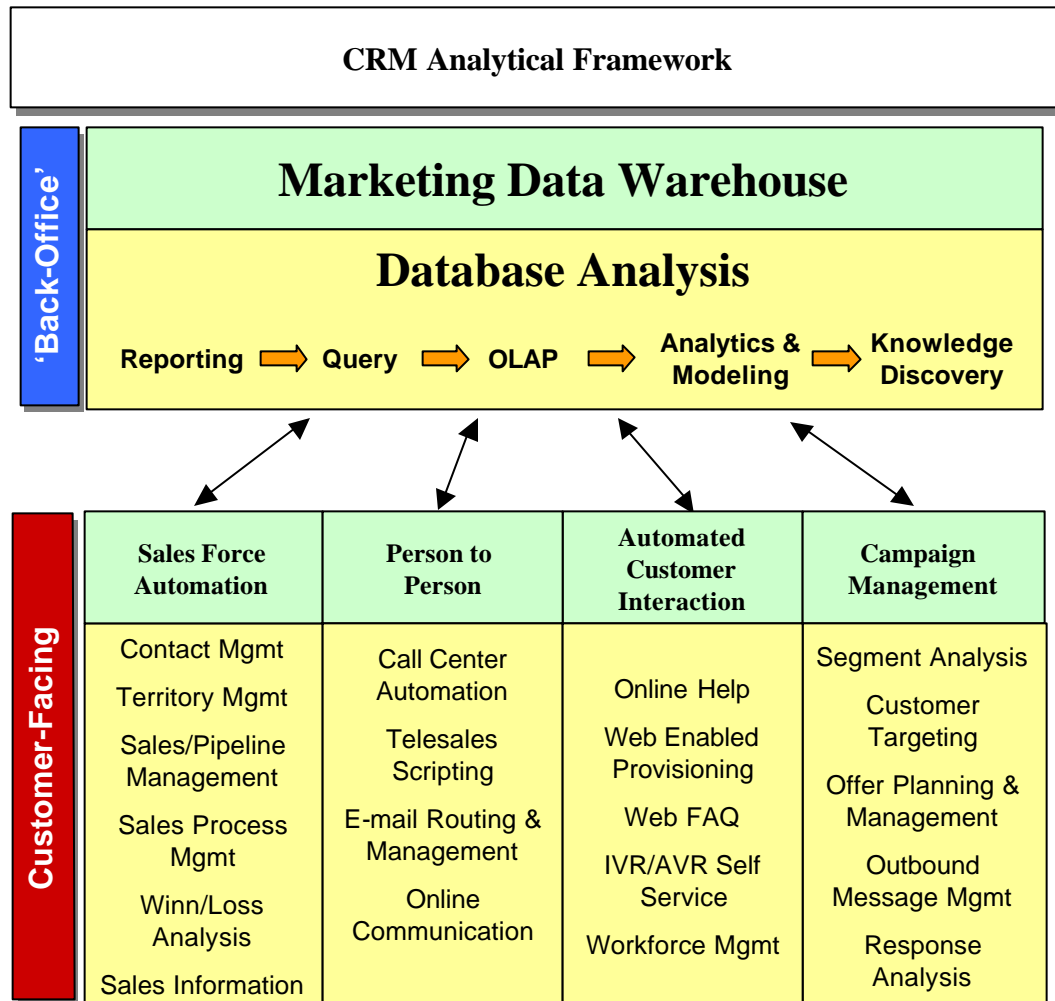 CRM Analytical Framework
‘Back-Office’
Marketing Data Warehouse
Database Analysis
Reporting
Query
OLAP
Analytics &
Modeling
Knowledge
Discovery
Customer-Facing
Sales Force
Automation
Contact Mgmt
Territory Mgmt
Sales/Pipeline
Management
Sales Process
Mgmt
Winn/Loss
Analysis
Sales Information
Person to
Person
Call Center
Automation
Telesales
Scripting
E-mail Routing &
Management
Online
Communication
Automated
Customer
Interaction
Online Help
Web Enabled
Provisioning
Web FAQ
IVR/AVR Self
Service
Workforce Mgmt
Campaign
Management
Segment Analysis
Customer
Targeting
Offer Planning &
Management
Outbound
Message Mgmt
Response
Analysis